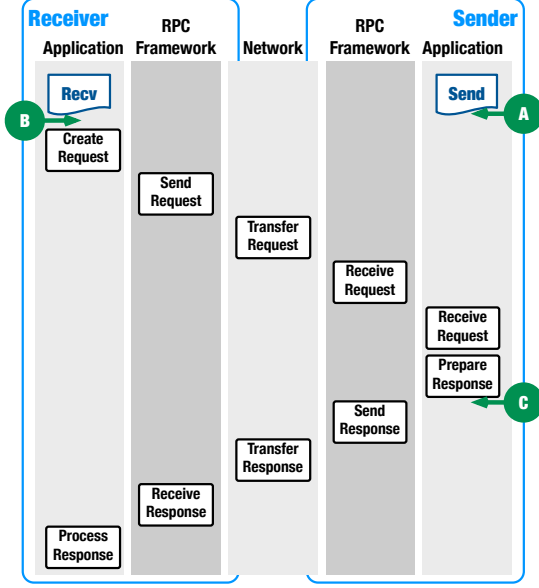 Receiver
Sender
RPC
RPC
Application
Framework
Network
Framework
Application
Recv
Send
B
A
Create
Request
Send
Request
Transfer
Request
Receive
Request
Receive
Request
Prepare
Response
C
Send
Response
Transfer
Response
Receive
Response
Process
Response